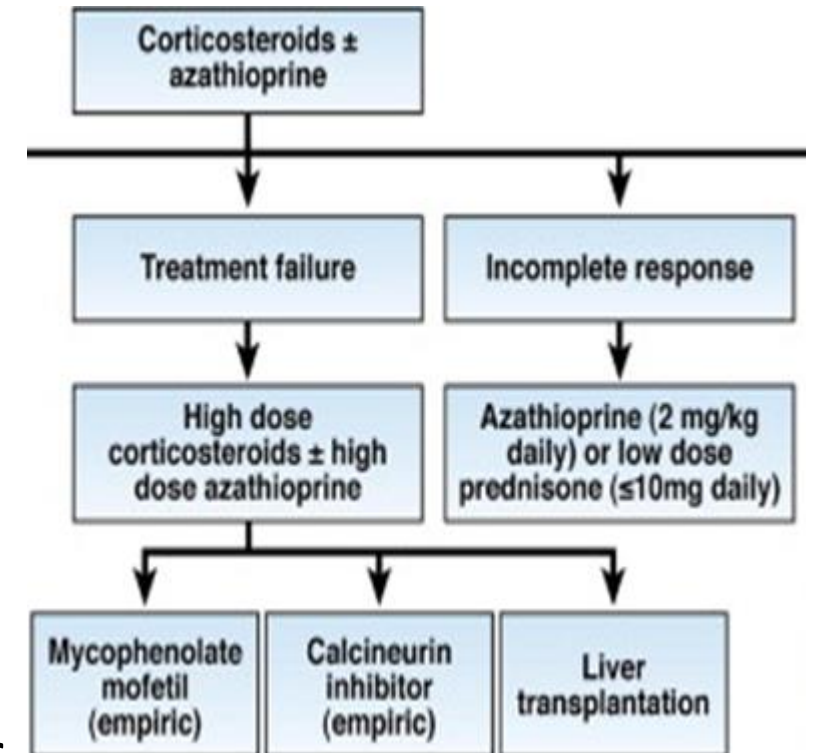 Corticosteroids ±
azathioprine
Treatment failure
Incomplete response
High dose
corticosteroids ± high
dose azathioprine
Azathioprine (2 mg/kg
daily) or low dose
prednisone (≤10mg daily)
Mycophenolate
mofetil
(empiric)
Calcineurin
inhibitor
(empiric)
Liver
transplantation